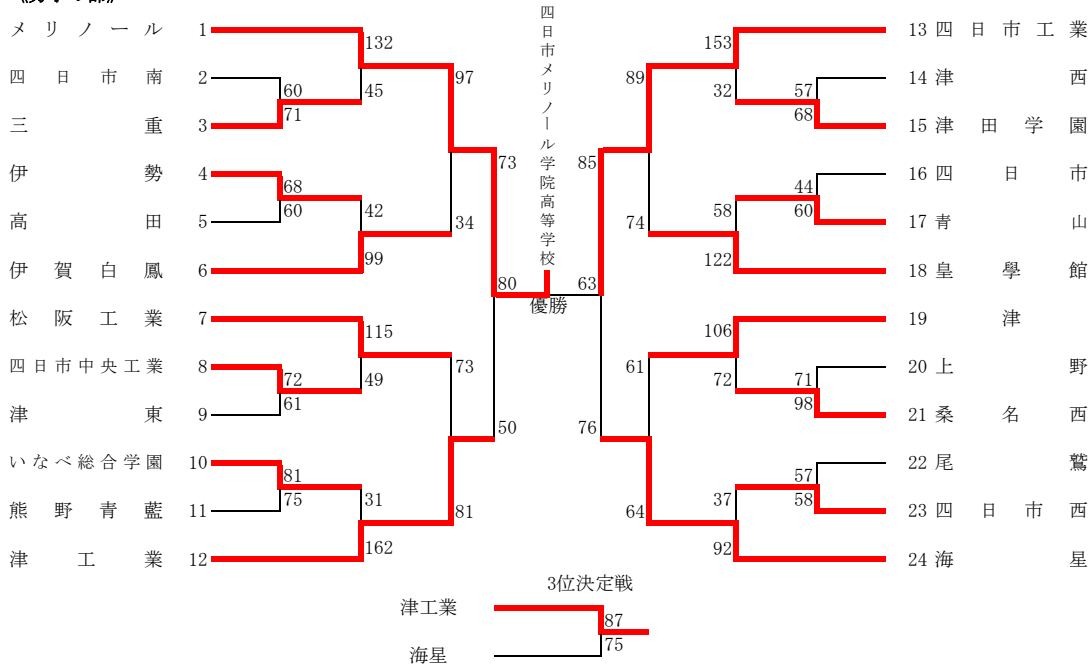 メリノール 1
132
四日市南 2
60
45
71
三重 3
97
伊勢 4
68
60
42
高田 5
99
伊賀白鳳 6
34
73
松阪工業 7
115
四日市中央工業 8
72
49
61
津東 9
73
いなべ総合学園 10
81
31
75
熊野青藍 11
162
津工業 12
81
50
80
四日市メリノール学院高等学校
優勝
63
13 四日市工業
153
14 津西
57
32
68
15 津田学園
89
16 四日市
44
58
60
17 青山
122
18 皇學館
74
85
19 津
106
20 上野
71
72
98
21 桑名西
61
22 尾鷲
57
37
58
23 四日市西
92
24 海星
64
76
3位決定戦
津工業
87
75
海星